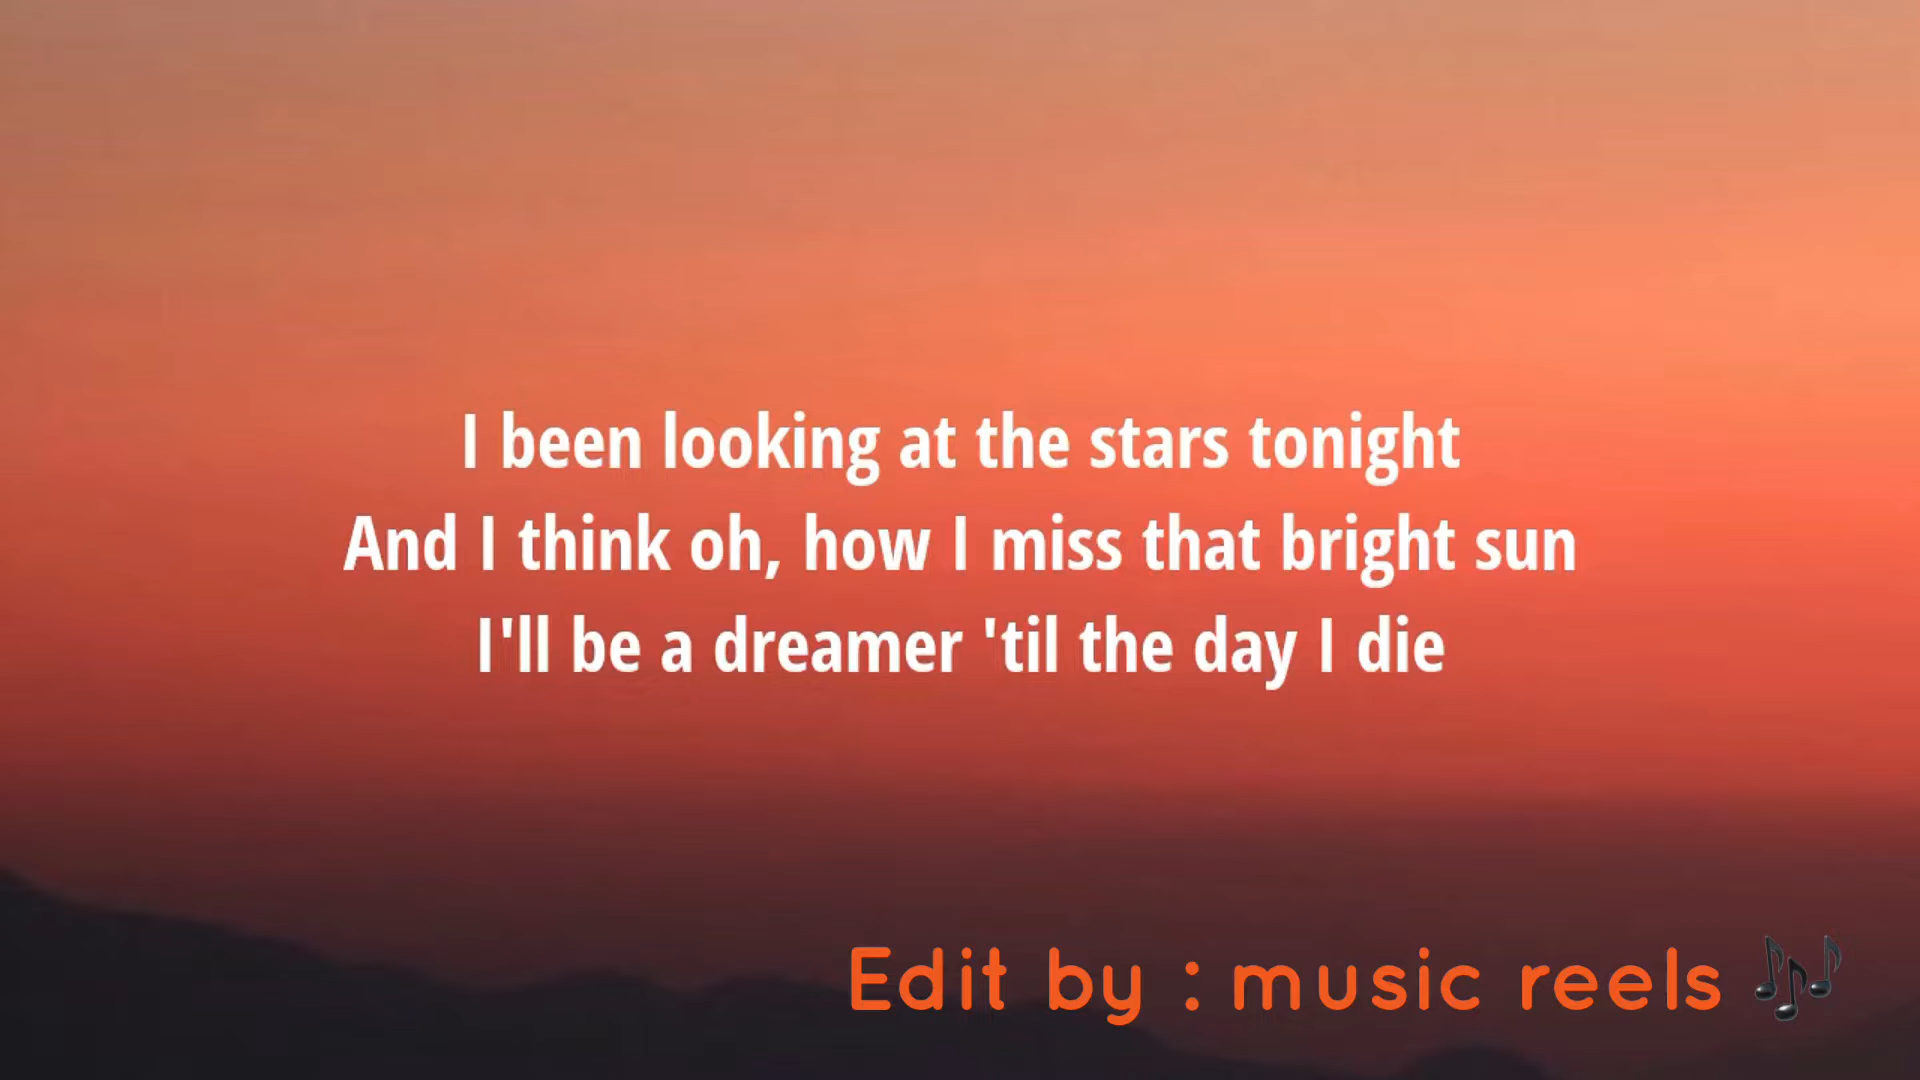 I been looking at the stars tonight
And I think oh, how I miss that bright sun
I'll be a dreamer 'til the day I die
Edit by : music reels 🎶